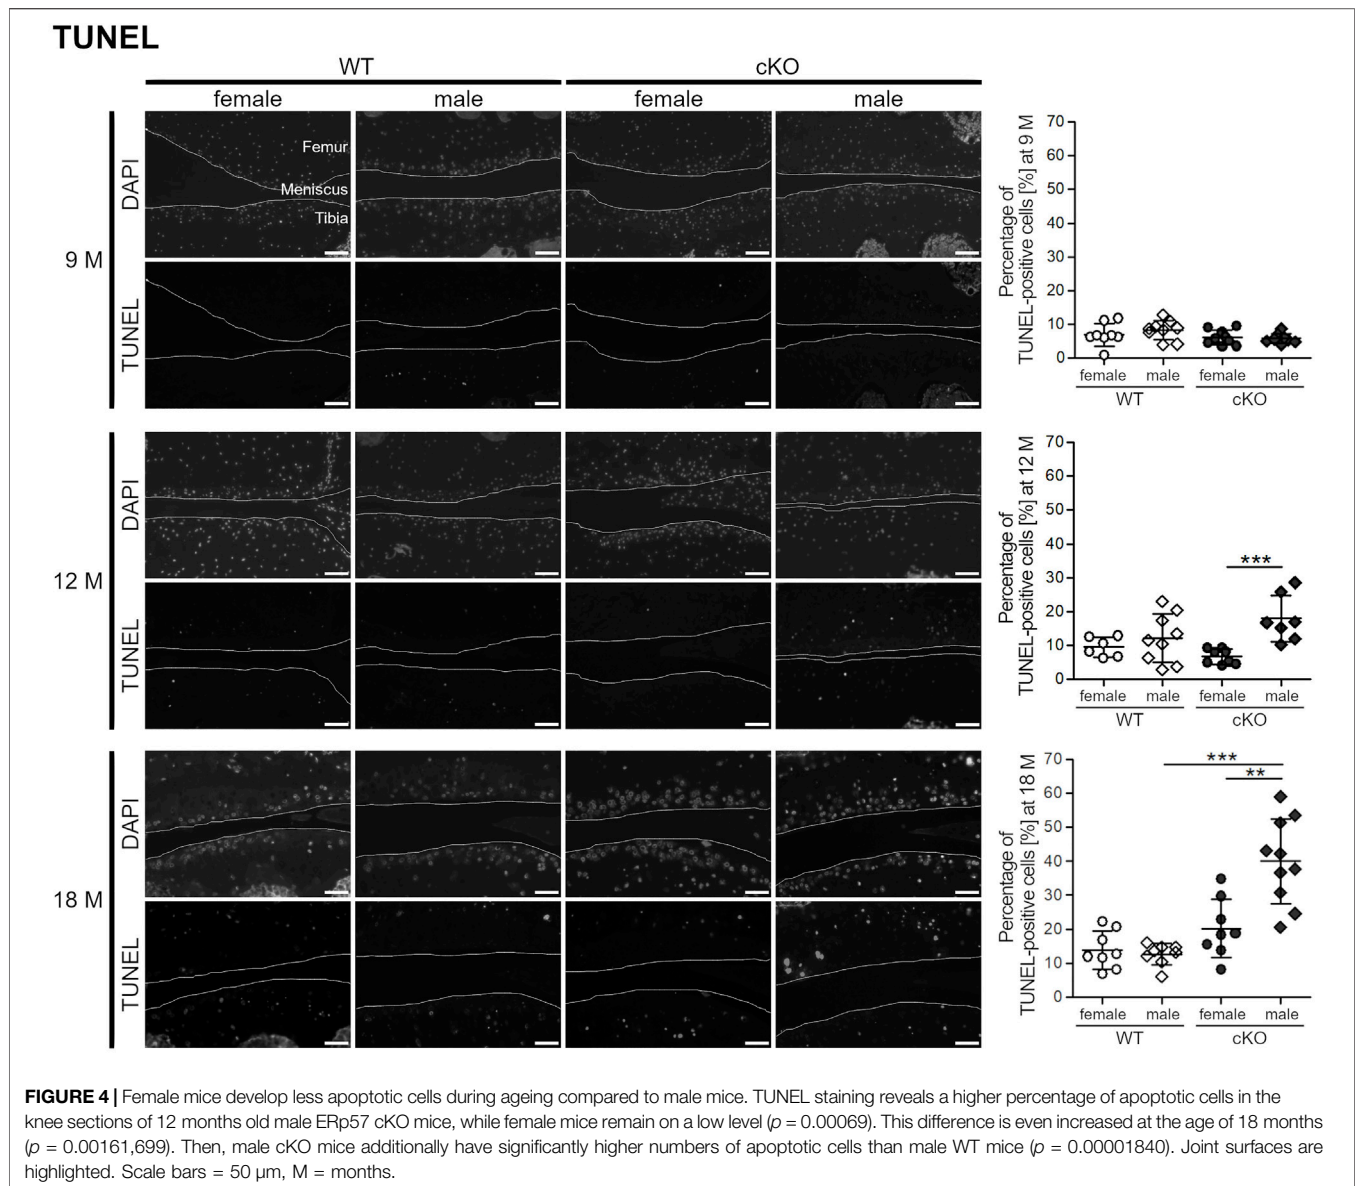 TUNEL
WT cKO
female male female male
9 M
DAPI
Femur
Meniscus
Tibia
TUNEL
Percentage of
TUNEL-positive cells [%] at 9 M
70
60
50
40
30
20
10
0
female male female male
WT cKO
12 M
DAPI
TUNEL
Percentage of
TUNEL-positive cells [%] at 12 M
70
60
50
40
30
20
10
0
***
female male female male
WT cKO
18 M
DAPI
TUNEL
Percentage of
TUNEL-positive cells [%] at 18 M
70
60
50
40
30
20
10
0
***
**
female male female male
WT cKO
FIGURE 4 | Female mice develop less apoptotic cells during ageing compared to male mice. TUNEL staining reveals a higher percentage of apoptotic cells in the
knee sections of 12 months old male ERp57 cKO mice, while female mice remain on a low level (p = 0.00069). This difference is even increased at the age of 18 months
(p = 0.00161,699). Then, male cKO mice additionally have significantly higher numbers of apoptotic cells than male WT mice (p = 0.00001840). Joint surfaces are
highlighted. Scale bars = 50 µm, M = months.